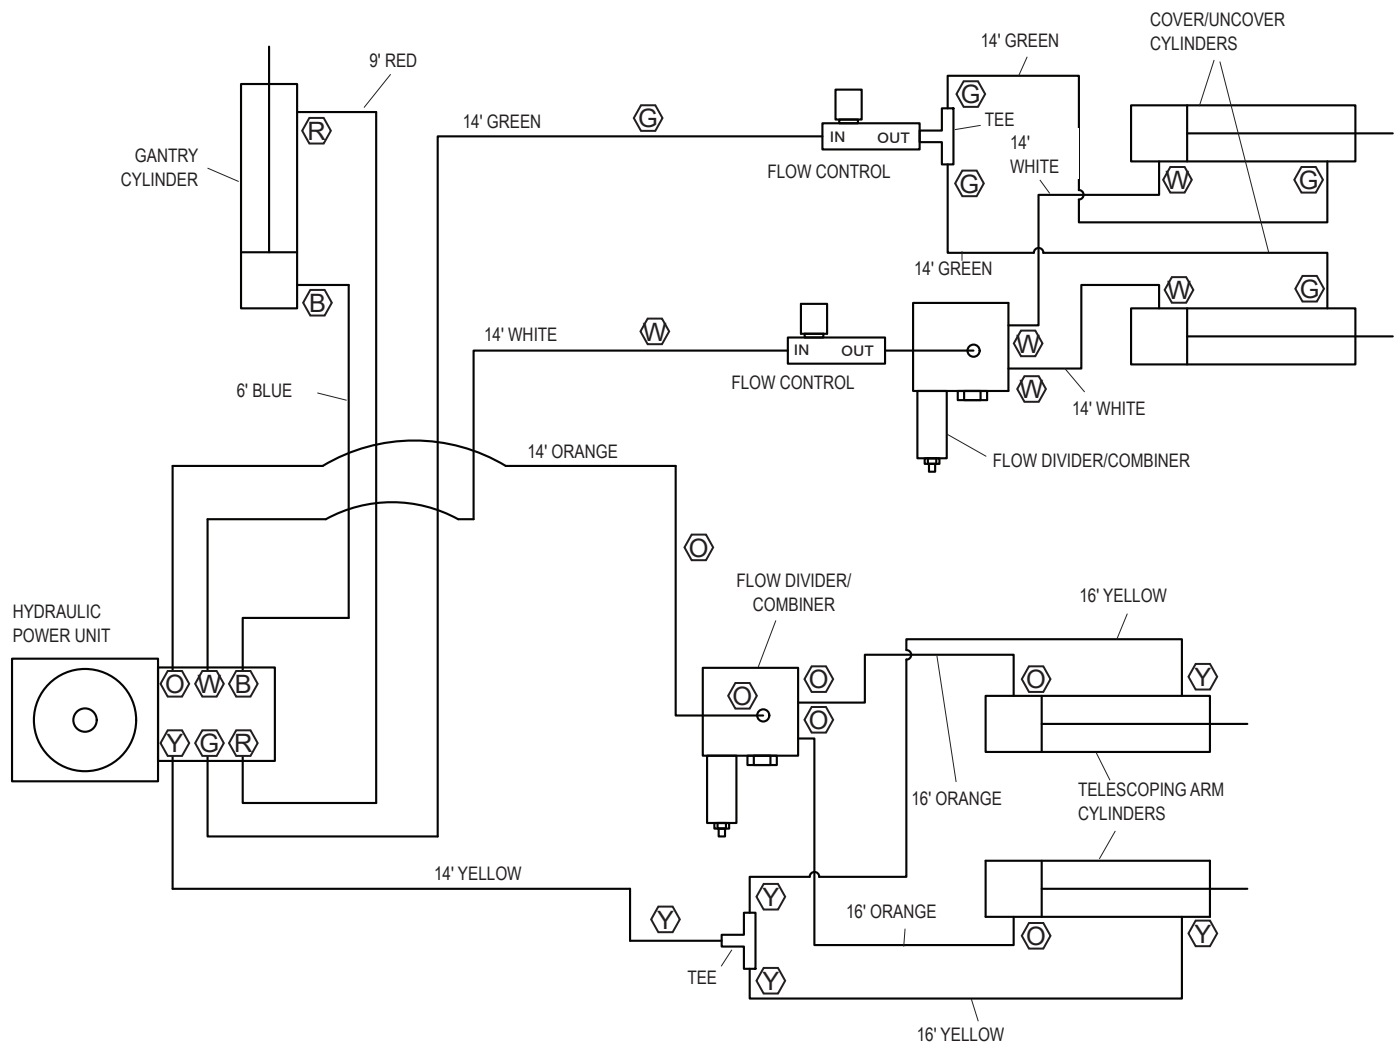 COVER/UNCOVER
CYLINDERS
14' GREEN
9' RED
G
14' GREEN
G
IN OUT
TEE
R
14'
WHITE
GANTRY
CYLINDER
FLOW CONTROL
G
W
G
14' GREEN
B
W
G
14' WHITE
W
IN OUT
W
FLOW CONTROL
W
6' BLUE
14' WHITE
14' ORANGE
FLOW DIVIDER/COMBINER
O
FLOW DIVIDER/
COMBINER
16' YELLOW
HYDRAULIC
POWER UNIT
O W B
O
O
O
O
Y
Y G R
16' ORANGE
TELESCOPING ARM
CYLINDERS
14' YELLOW
Y
Y
16' ORANGE
O
Y
TEE
Y
16' YELLOW